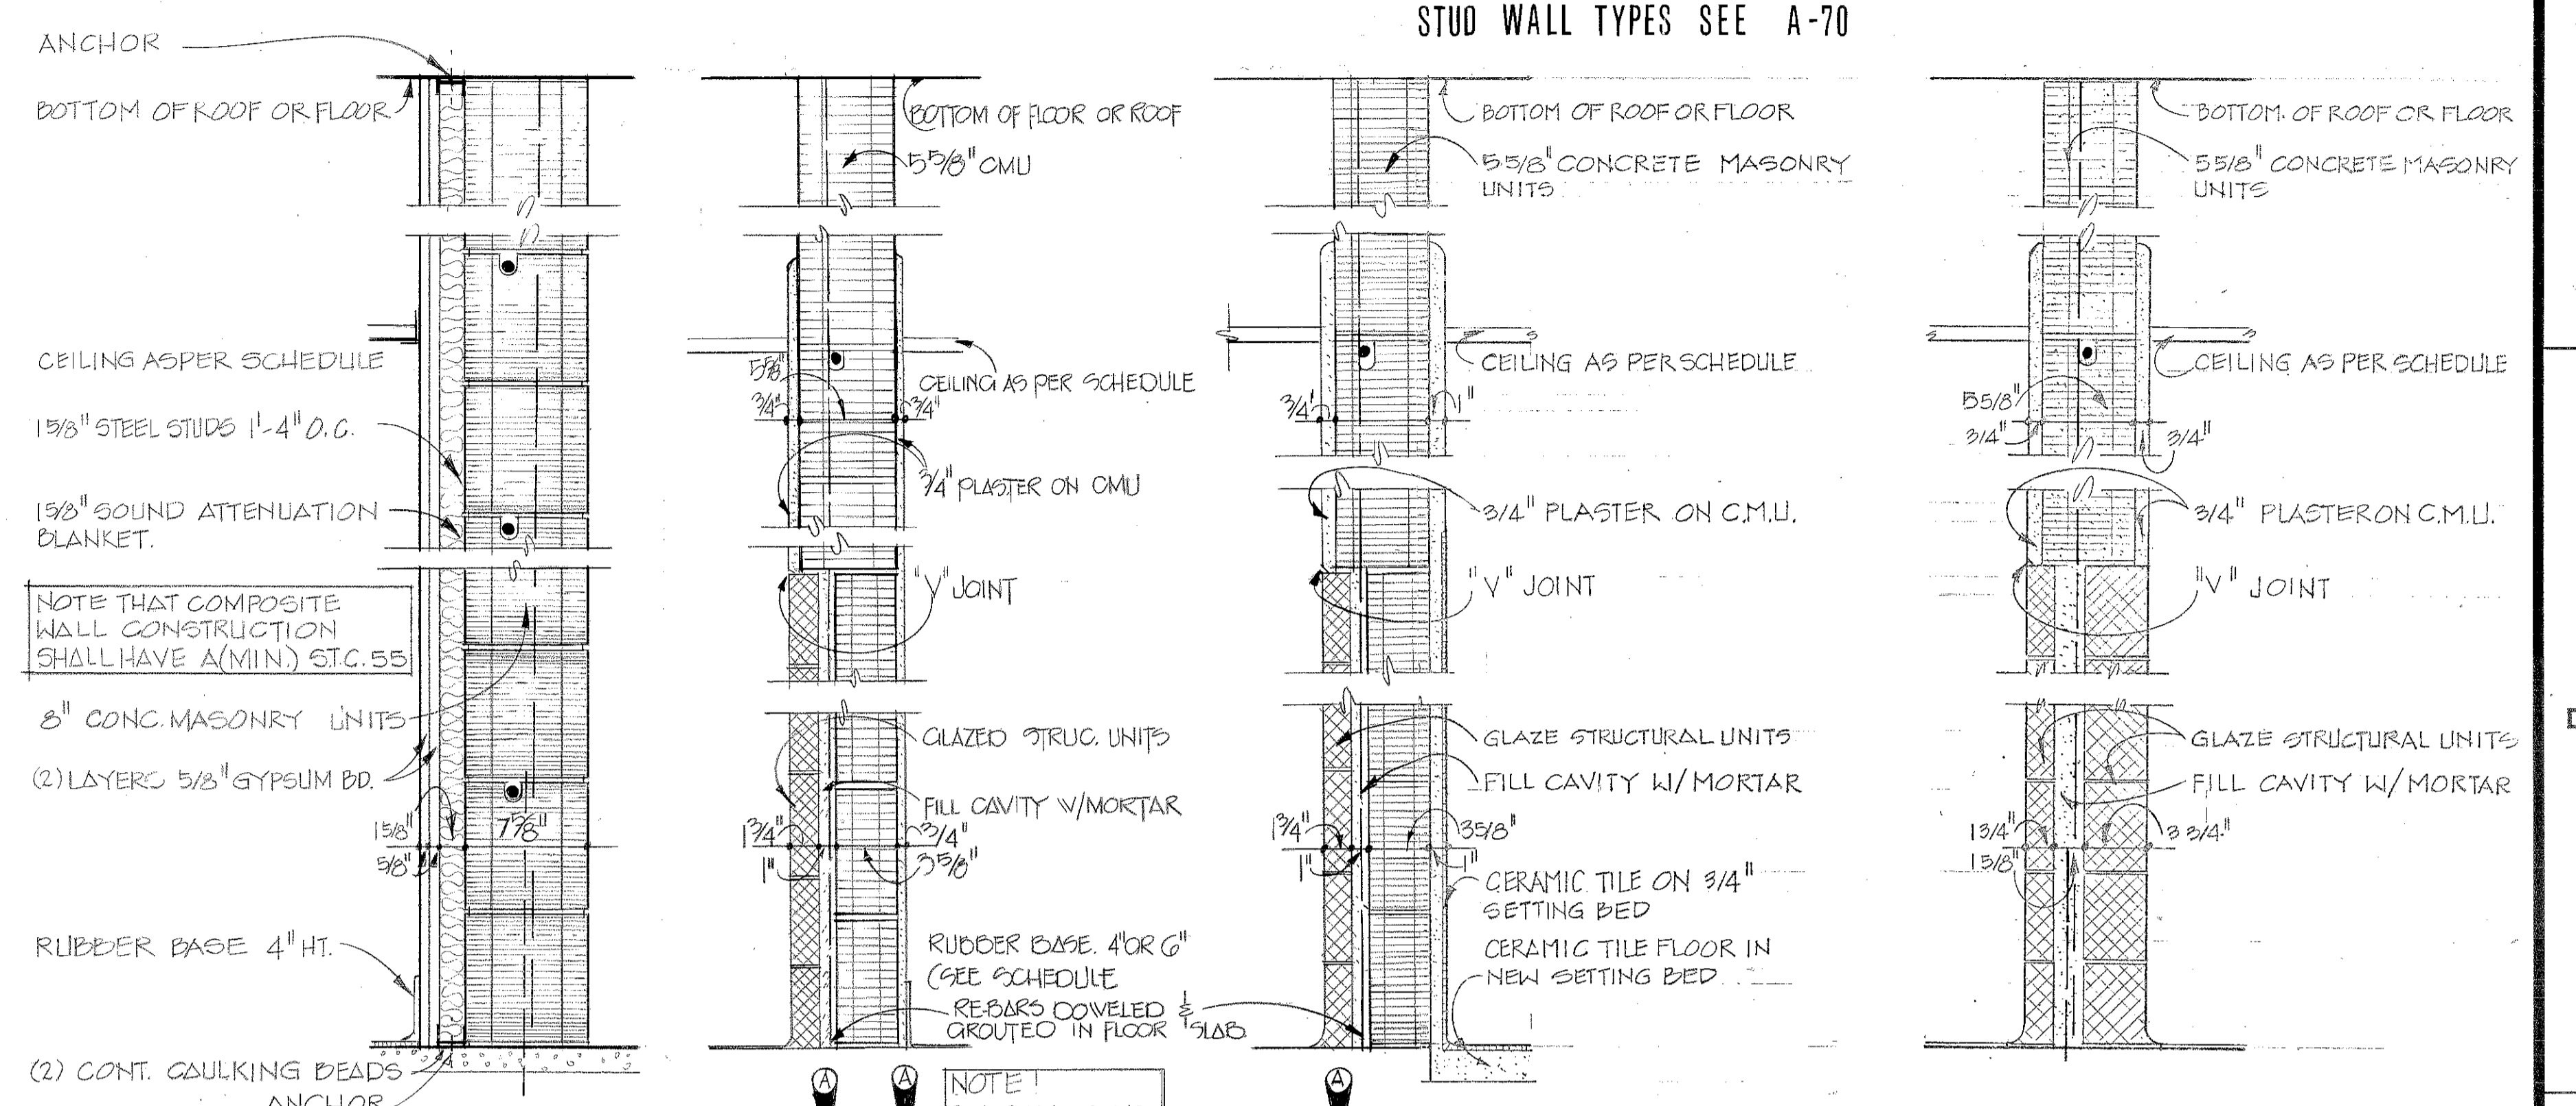 STUD WALL TYPES SEE A-70
ANCHOR
BOTTOM OF ROOF OR FLOOR
CEILING AS PER SCHEDULE
1 5/8" STEEL STUDS 1'-4" O.C.
1 5/8" SOUND ATTENUATION
BLANKET.
NOTE THAT COMPOSITE
WALL CONSTRUCTION
SHALL HAVE A (MIN.) S.T.C. 55
8" CONC. MASONRY UNITS
(2) LAYERS 5/8" GYPSUM BD.
1 5/8"
7 5/8"
5/8"
RUBBER BASE 4" HT.
(2) CONT. CAULKING BEADS
ANCHOR
BOTTOM OF FLOOR OR ROOF
5 5/8" CMU
5 5/8"
CEILING AS PER SCHEDULE
3/4"
3/4"
3/4" PLASTER ON CMU
"V" JOINT
GLAZED STRUC. UNITS
FILL CAVITY W/MORTAR
1 3/4"
3/4"
1"
3 5/8"
RUBBER BASE. 4" OR 6"
(SEE SCHEDULE
RE-BARS DOWELED &
GROUTED IN FLOOR SLAB
A
A
NOTE!
BOTTOM OF ROOF OR FLOOR
5 5/8" CONCRETE MASONRY
UNITS
CEILING AS PER SCHEDULE
3/4"
1"
3/4" PLASTER ON C.M.U.
"V" JOINT
GLAZE STRUCTURAL UNITS
FILL CAVITY W/ MORTAR
1 3/4"
3 5/8"
1"
1"
CERAMIC TILE ON 3/4"
SETTING BED
CERAMIC TILE FLOOR IN
NEW SETTING BED
A
BOTTOM. OF ROOF OR FLOOR
5 5/8" CONCRETE MASONRY
UNITS
CEILING AS PER SCHEDULE
5 5/8"
3/4"
3/4"
3/4" PLASTER ON C.M.U.
"V" JOINT
GLAZE STRUCTURAL UNITS
FILL CAVITY W/ MORTAR
1 3/4"
3 3/4"
1 5/8"